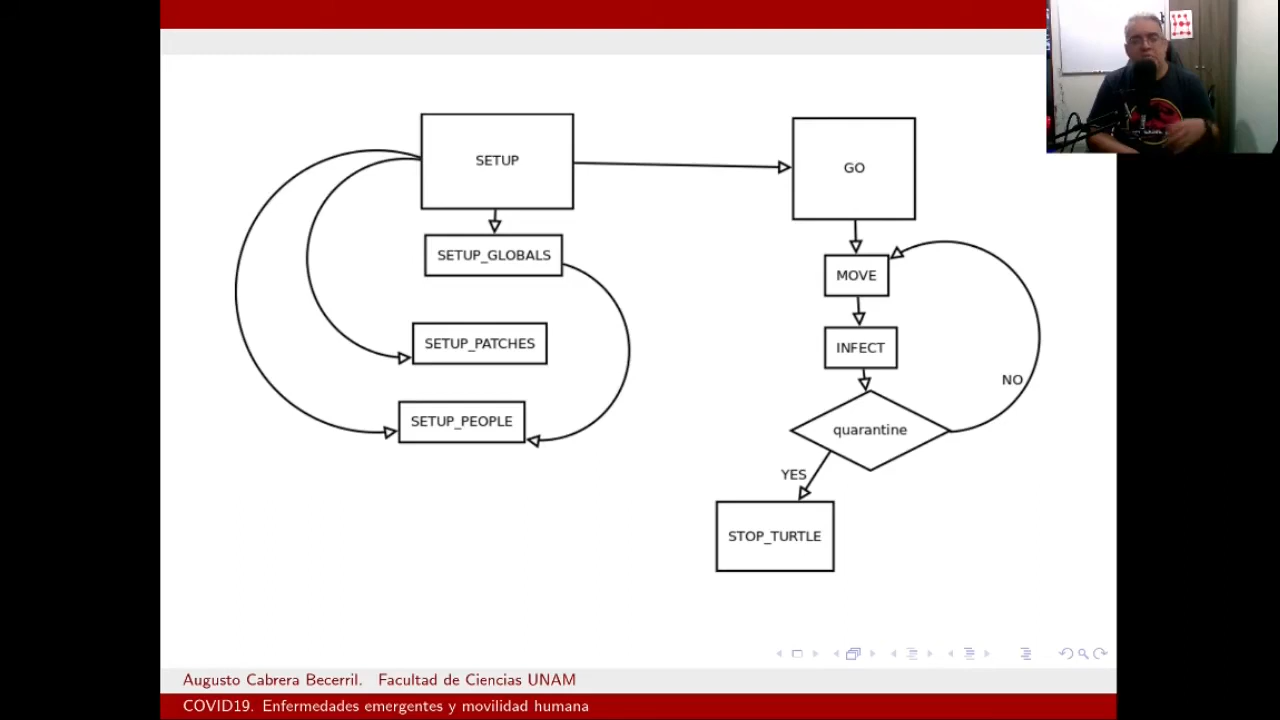 SETUP
GO
SETUP_GLOBALS
MOVE
SETUP_PATCHES
INFECT
NO
SETUP_PEOPLE
quarantine
YES
STOP_TURTLE
Augusto Cabrera Becerril. Facultad de Ciencias UNAM
COVID19. Enfermedades emergentes y movilidad humana